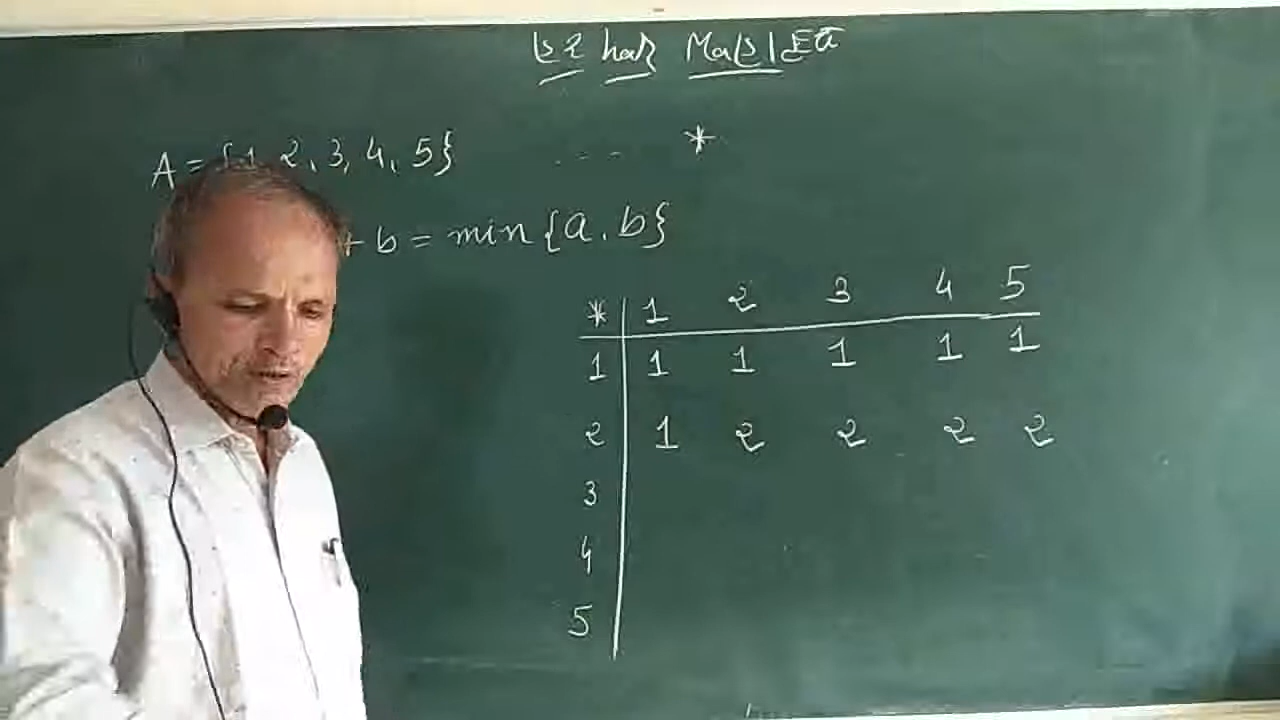 A = {1, 2, 3, 4, 5} .... *
b = min {a, b}
* 1 2 3 4 5
1 1 1 1 1 1
2 1 2 2 2 2
3
4
5